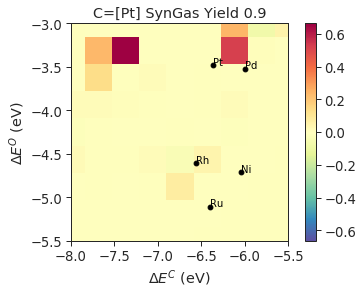 C=[Pt] SynGas Yield 0.9
−3.0
−3.5
−4.0
−4.5
−5.0
−5.5
ΔE^O (eV)
Pt
Pd
Rh
Ni
Ru
−8.0 −7.5 −7.0 −6.5 −6.0 −5.5
ΔE^C (eV)
0.6
0.4
0.2
0.0
−0.2
−0.4
−0.6